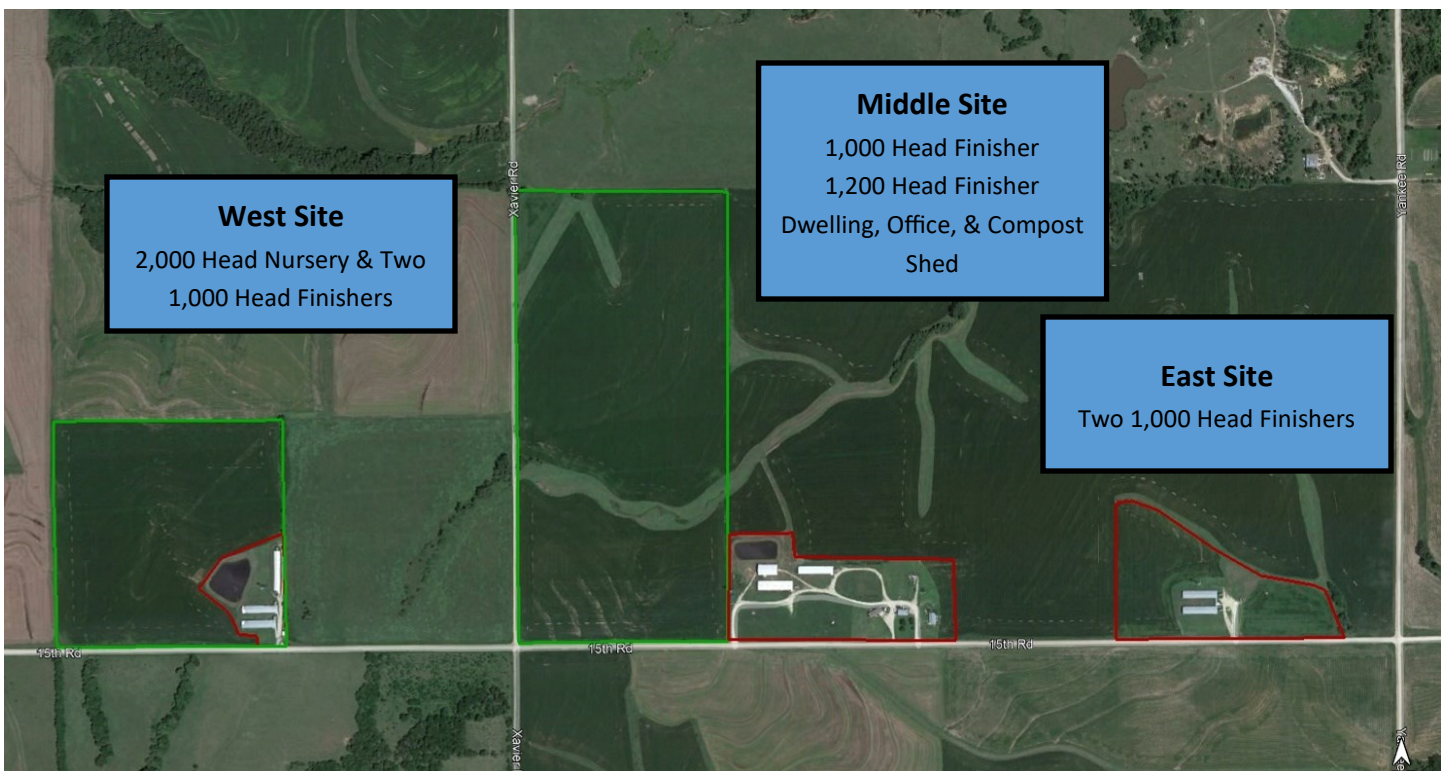 Xavier Rd
Yankee Rd
West Site
2,000 Head Nursery & Two
1,000 Head Finishers
Middle Site
1,000 Head Finisher
1,200 Head Finisher
Dwelling, Office, & Compost
Shed
East Site
Two 1,000 Head Finishers
15th Rd
15th Rd
15th Rd
Xavier